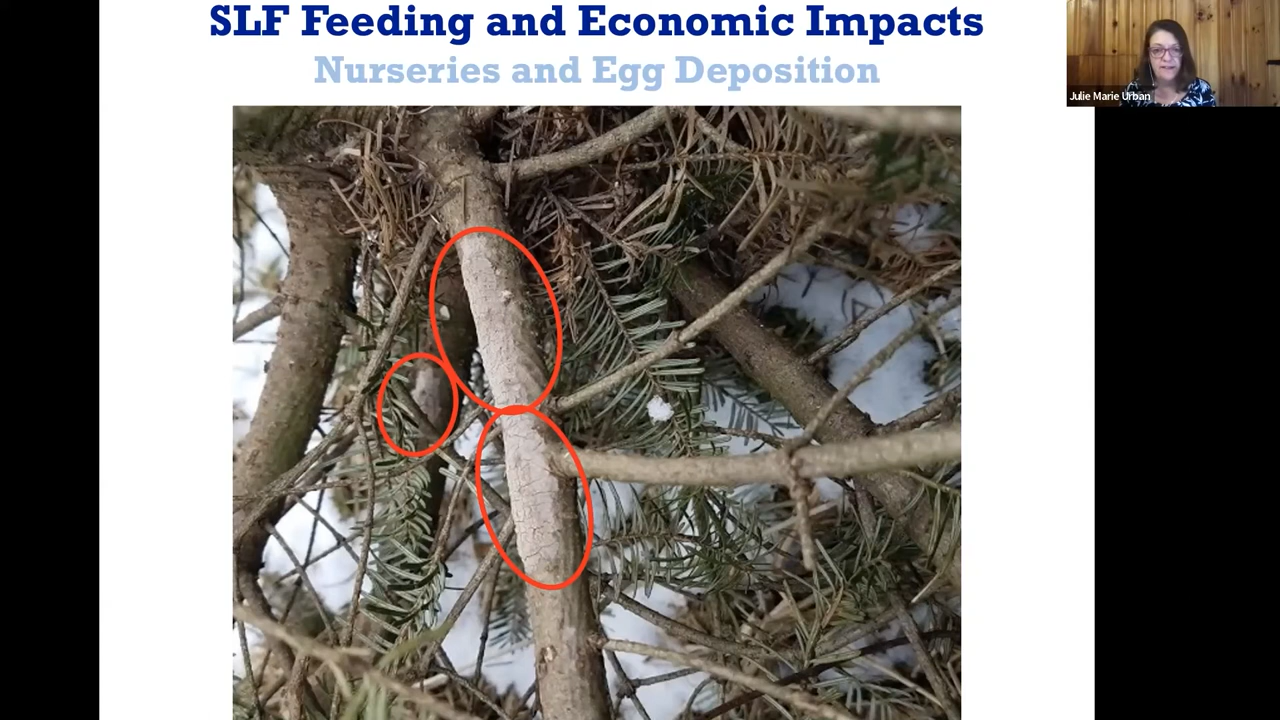 SLF Feeding and Economic Impacts
Nurseries and Egg Deposition
Julie Marie Urban